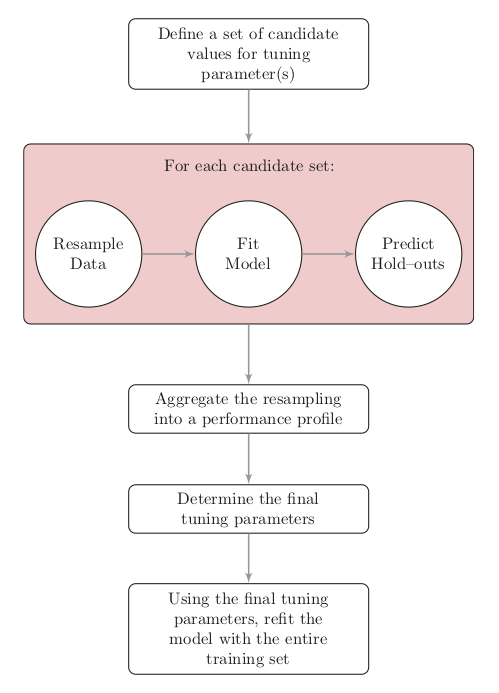 Define a set of candidate
values for tuning
parameter(s)
For each candidate set:
Resample
Data
Fit
Model
Predict
Hold–outs
Aggregate the resampling
into a performance profile
Determine the final
tuning parameters
Using the final tuning
parameters, refit the
model with the entire
training set